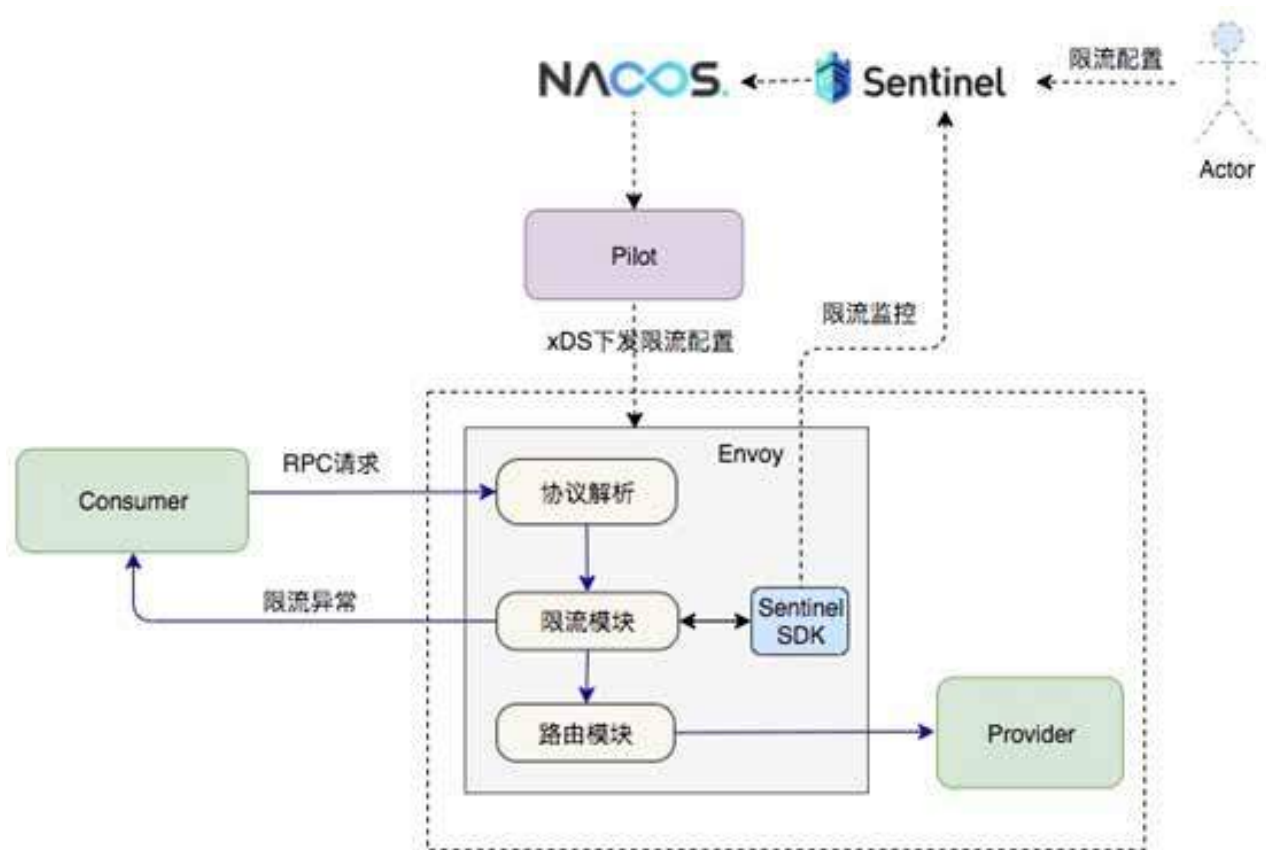 限流配置
NACOS.
Sentinel
Actor
Pilot
限流监控
xDS下发限流配置
Envoy
RPC请求
协议解析
Consumer
限流异常
限流模块
Sentinel
SDK
路由模块
Provider